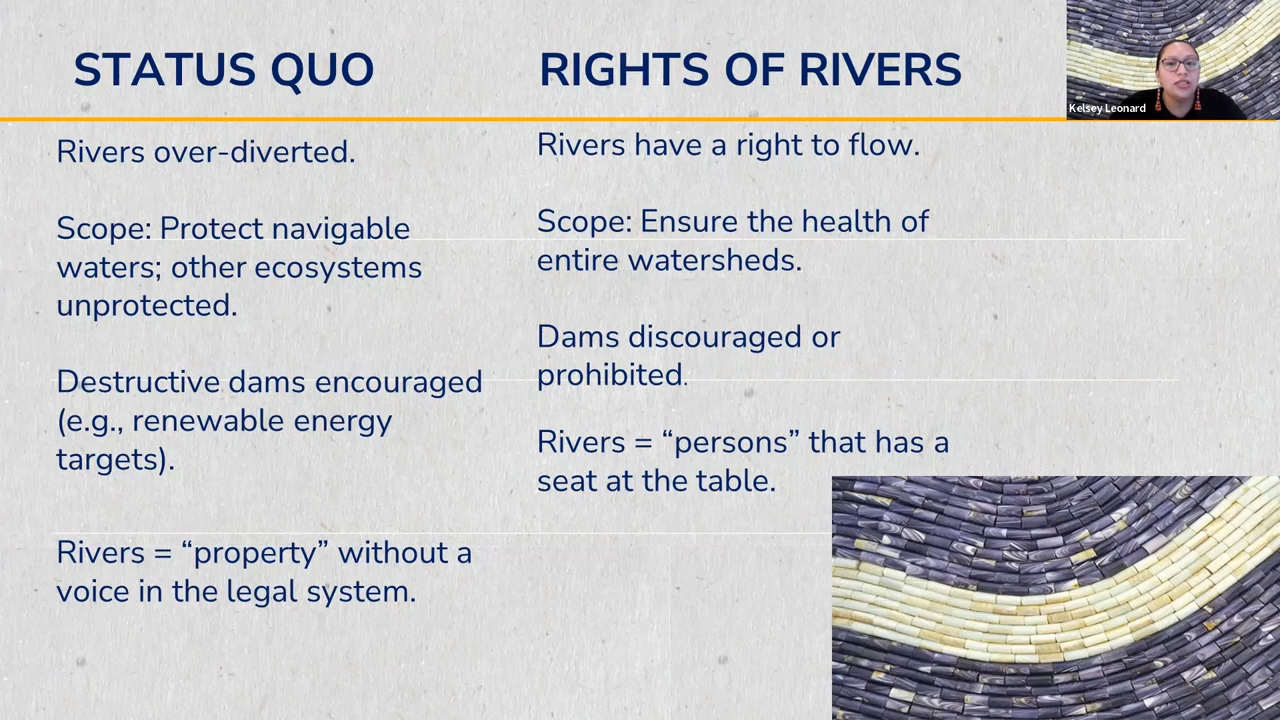 STATUS QUO
Rivers over-diverted.
Scope: Protect navigable
waters; other ecosystems
unprotected.
Destructive dams encouraged
(e.g., renewable energy
targets).
Rivers = “property” without a
voice in the legal system.
RIGHTS OF RIVERS
Rivers have a right to flow.
Scope: Ensure the health of
entire watersheds.
Dams discouraged or
prohibited.
Rivers = “persons” that has a
seat at the table.
Kelsey Leonard